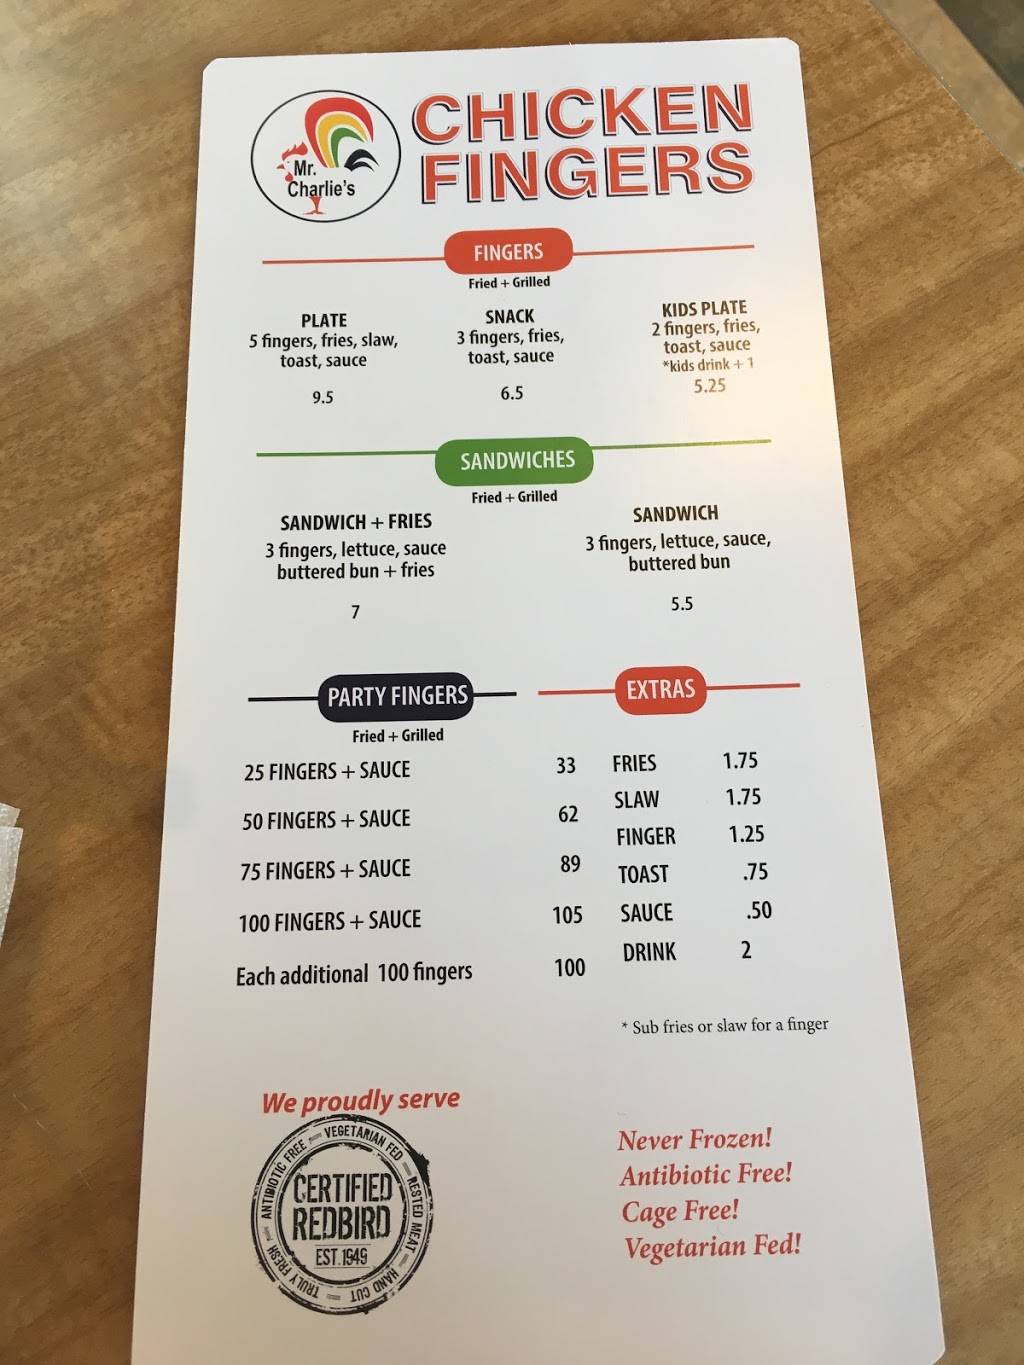 Mr.
Charlie's
CHICKEN
FINGERS
FINGERS
Fried + Grilled
PLATE
5 fingers, fries, slaw,
toast, sauce
9.5
SNACK
3 fingers, fries,
toast, sauce
6.5
KIDS PLATE
2 fingers, fries,
toast, sauce
*kids drink + 1
5.25
SANDWICHES
Fried + Grilled
SANDWICH + FRIES
3 fingers, lettuce, sauce
buttered bun + fries
7
SANDWICH
3 fingers, lettuce, sauce,
buttered bun
5.5
PARTY FINGERS
Fried + Grilled
25 FINGERS + SAUCE 33
50 FINGERS + SAUCE 62
75 FINGERS + SAUCE 89
100 FINGERS + SAUCE 105
Each additional 100 fingers 100
EXTRAS
FRIES 1.75
SLAW 1.75
FINGER 1.25
TOAST .75
SAUCE .50
DRINK 2
* Sub fries or slaw for a finger
We proudly serve
ANTIBIOTIC FREE — VEGETARIAN FED — RESTED MEAT — HAND CUT — TRULY FRESH —
CERTIFIED
REDBIRD
EST. 1949
Never Frozen!
Antibiotic Free!
Cage Free!
Vegetarian Fed!